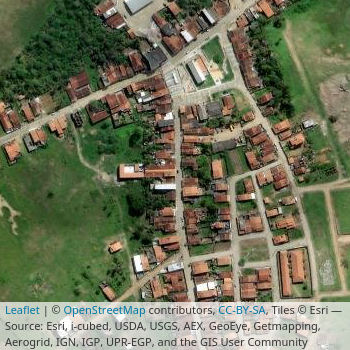 Leaflet | © OpenStreetMap contributors, CC-BY-SA, Tiles © Esri —
Source: Esri, i-cubed, USDA, USGS, AEX, GeoEye, Getmapping,
Aerogrid, IGN, IGP, UPR-EGP, and the GIS User Community